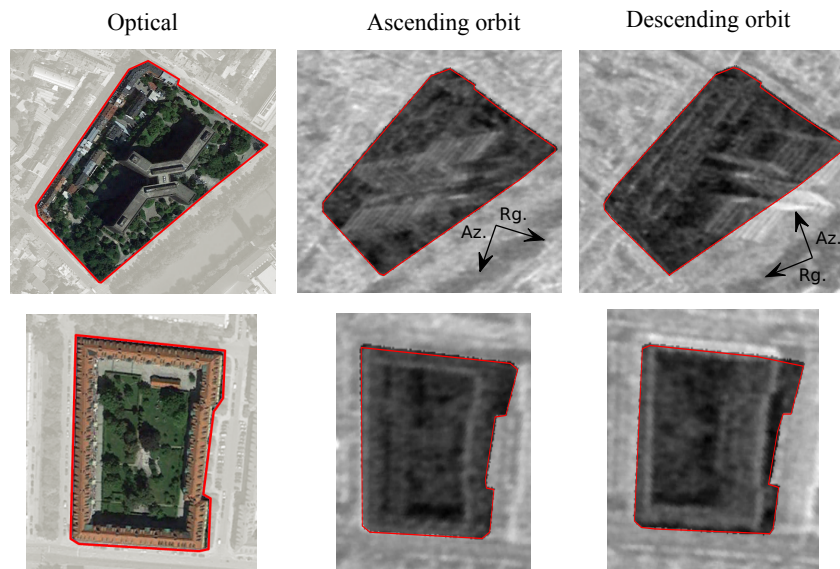 Optical Ascending orbit Descending orbit
Rg.
Az.
Az.
Rg.